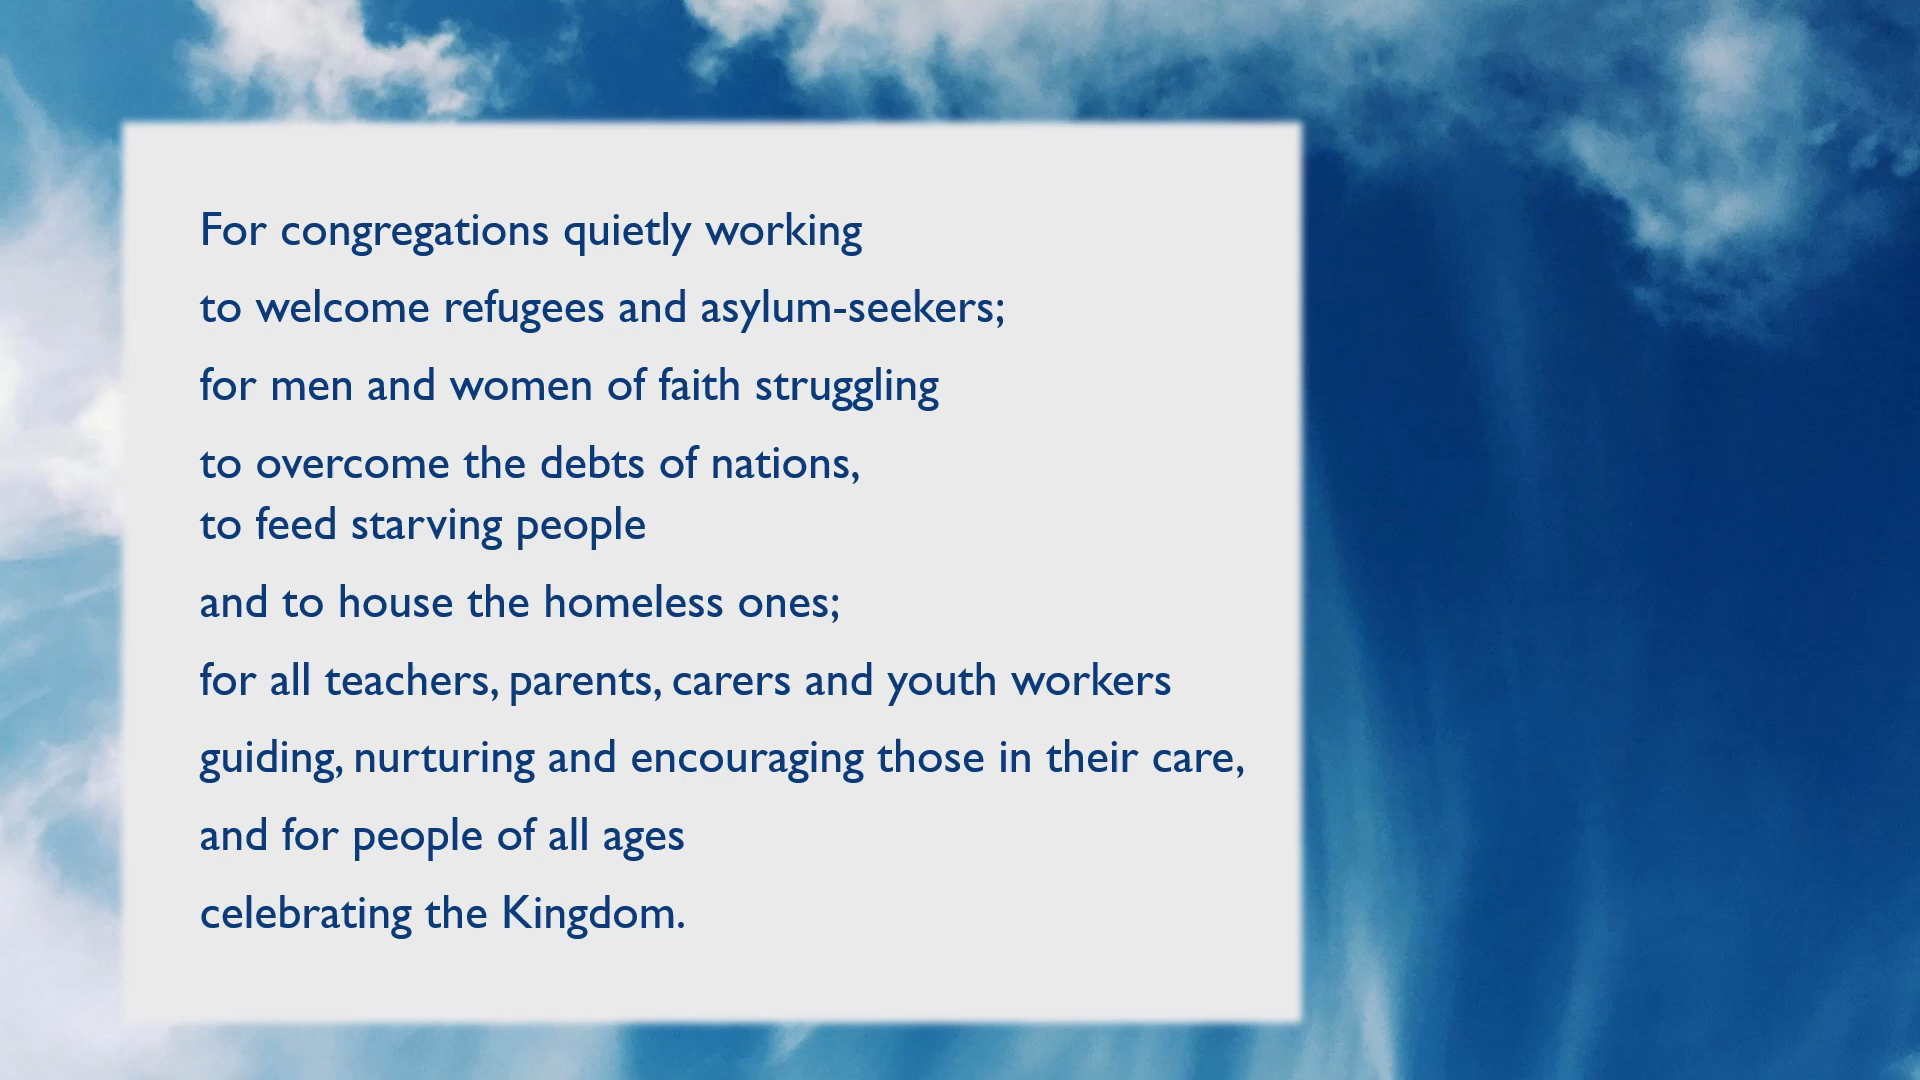 For congregations quietly working
to welcome refugees and asylum-seekers;
for men and women of faith struggling
to overcome the debts of nations,
to feed starving people
and to house the homeless ones;
for all teachers, parents, carers and youth workers
guiding, nurturing and encouraging those in their care,
and for people of all ages
celebrating the Kingdom.